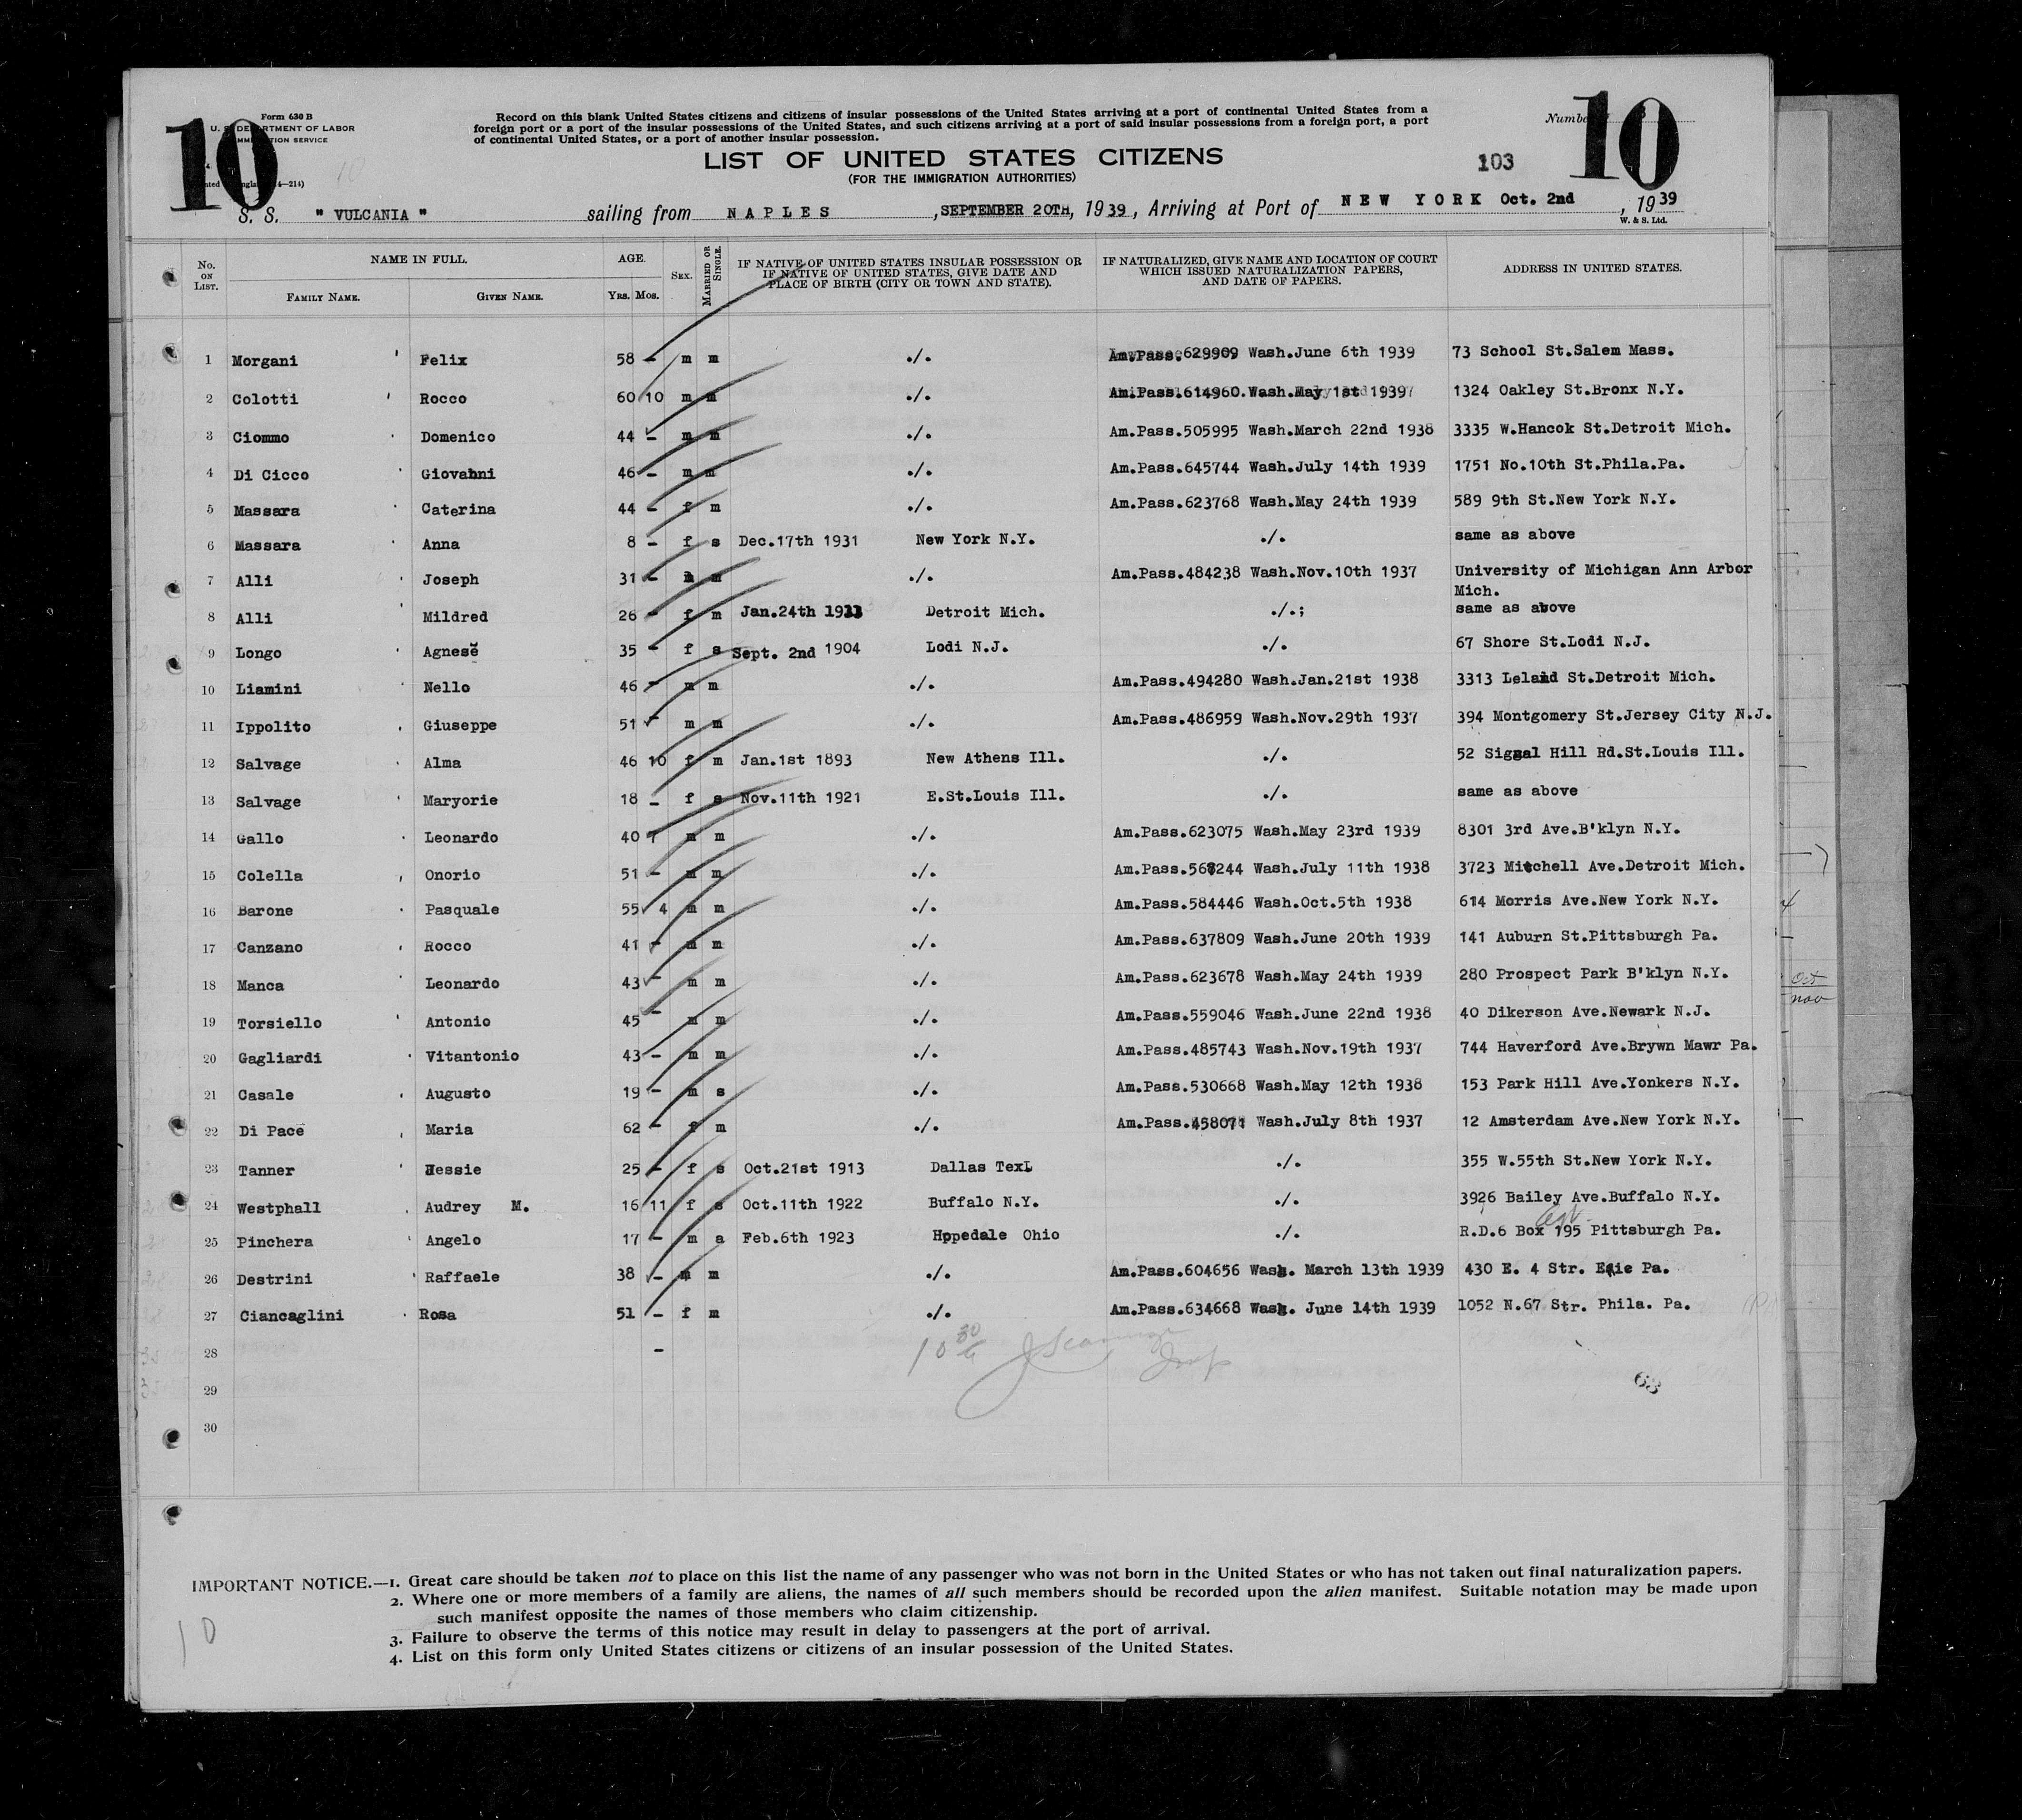 10
Form 630 B
U. S. DEPARTMENT OF LABOR
IMMIGRATION SERVICE
10
Record on this blank United States citizens and citizens of insular possessions of the United States arriving at a port of continental United States from a
foreign port or a port of the insular possessions of the United States, and such citizens arriving at a port of said insular possessions from a foreign port, a port
of continental United States, or a port of another insular possession.
Number
10
LIST OF UNITED STATES CITIZENS
103
(FOR THE IMMIGRATION AUTHORITIES)
S. S. " VULCANIA " sailing from NAPLES, SEPTEMBER 20TH, 1939, Arriving at Port of NEW YORK Oct. 2nd, 1939
W. & S. Ltd.
No. ON LIST. NAME IN FULL. FAMILY NAME. GIVEN NAME. AGE. YRS. MOS. SEX. MARRIED OR SINGLE. IF NATIVE OF UNITED STATES INSULAR POSSESSION OR IF NATIVE OF UNITED STATES, GIVE DATE AND PLACE OF BIRTH (CITY OR TOWN AND STATE). IF NATURALIZED, GIVE NAME AND LOCATION OF COURT WHICH ISSUED NATURALIZATION PAPERS, AND DATE OF PAPERS. ADDRESS IN UNITED STATES.
1 Morgani Felix 58 - m m ./. Am.Pass.629909 Wash.June 6th 1939 73 School St.Salem Mass.
2 Colotti Rocco 60 10 m m ./. Am.Pass.614960.Wash.May 1st 1939 1324 Oakley St.Bronx N.Y.
3 Ciommo Domenico 44 - m m ./. Am.Pass.505995 Wash.March 22nd 1938 3335 W.Hancok St.Detroit Mich.
4 Di Cicco Giovanni 46 - m m ./. Am.Pass.645744 Wash.July 14th 1939 1751 No.10th St.Phila.Pa.
5 Massara Caterina 44 - f m ./. Am.Pass.623768 Wash.May 24th 1939 589 9th St.New York N.Y.
6 Massara Anna 8 - f s Dec.17th 1931 New York N.Y. ./. same as above
7 Alli Joseph 31 - m m ./. Am.Pass.484238 Wash.Nov.10th 1937 University of Michigan Ann Arbor
Mich.
8 Alli Mildred 26 - f m Jan.24th 1913 Detroit Mich. ./.; same as above
9 Longo Agnese 35 - f s Sept. 2nd 1904 Lodi N.J. ./. 67 Shore St.Lodi N.J.
10 Liamini Nello 46 - m m ./. Am.Pass.494280 Wash.Jan.21st 1938 3313 Leland St.Detroit Mich.
11 Ippolito Giuseppe 51 - m m ./. Am.Pass.486959 Wash.Nov.29th 1937 394 Montgomery St.Jersey City N.J.
12 Salvage Alma 46 10 f m Jan.1st 1893 New Athens Ill. ./. 52 Signal Hill Rd.St.Louis Ill.
13 Salvage Maryorie 18 - f s Nov.11th 1921 E.St.Louis Ill. ./. same as above
14 Gallo Leonardo 40 7 m m ./. Am.Pass.623075 Wash.May 23rd 1939 8301 3rd Ave.B'klyn N.Y.
15 Colella Onorio 51 - m m ./. Am.Pass.568244 Wash.July 11th 1938 3723 Mitchell Ave.Detroit Mich.
16 Barone Pasquale 55 4 m m ./. Am.Pass.584446 Wash.Oct.5th 1938 614 Morris Ave.New York N.Y.
17 Canzano Rocco 41 - m m ./. Am.Pass.637809 Wash.June 20th 1939 141 Auburn St.Pittsburgh Pa.
18 Manca Leonardo 43 - m m ./. Am.Pass.623678 Wash.May 24th 1939 280 Prospect Park B'klyn N.Y.
19 Torsiello Antonio 45 - m m ./. Am.Pass.559046 Wash.June 22nd 1938 40 Dikerson Ave.Newark N.J.
20 Gagliardi Vitantonio 43 - m m ./. Am.Pass.485743 Wash.Nov.19th 1937 744 Haverford Ave.Brywn Mawr Pa.
21 Casale Augusto 19 - m s ./. Am.Pass.530668 Wash.May 12th 1938 153 Park Hill Ave.Yonkers N.Y.
22 Di Pace Maria 62 - f m ./. Am.Pass.458071 Wash.July 8th 1937 12 Amsterdam Ave.New York N.Y.
23 Tanner Jessie 25 - f s Oct.21st 1913 Dallas Tex. ./. 355 W.55th St.New York N.Y.
24 Westphall Audrey M. 16 11 f s Oct.11th 1922 Buffalo N.Y. ./. 3926 Bailey Ave.Buffalo N.Y.
25 Pinchera Angelo 17 - m a Feb.6th 1923 Hopedale Ohio ./. R.D.6 Box 195 Pittsburgh Pa.
26 Destrini Raffaele 38 - m m ./. Am.Pass.604656 Wash. March 13th 1939 430 E. 4 Str. Erie Pa.
27 Ciancaglini Rosa 51 - f m ./. Am.Pass.634668 Wash. June 14th 1939 1052 N.67 Str. Phila. Pa.
28 -
29
30
63
Oct
nov
IMPORTANT NOTICE.—1. Great care should be taken not to place on this list the name of any passenger who was not born in the United States or who has not taken out final naturalization papers.
2. Where one or more members of a family are aliens, the names of all such members should be recorded upon the alien manifest. Suitable notation may be made upon
such manifest opposite the names of those members who claim citizenship.
3. Failure to observe the terms of this notice may result in delay to passengers at the port of arrival.
4. List on this form only United States citizens or citizens of an insular possession of the United States.
10